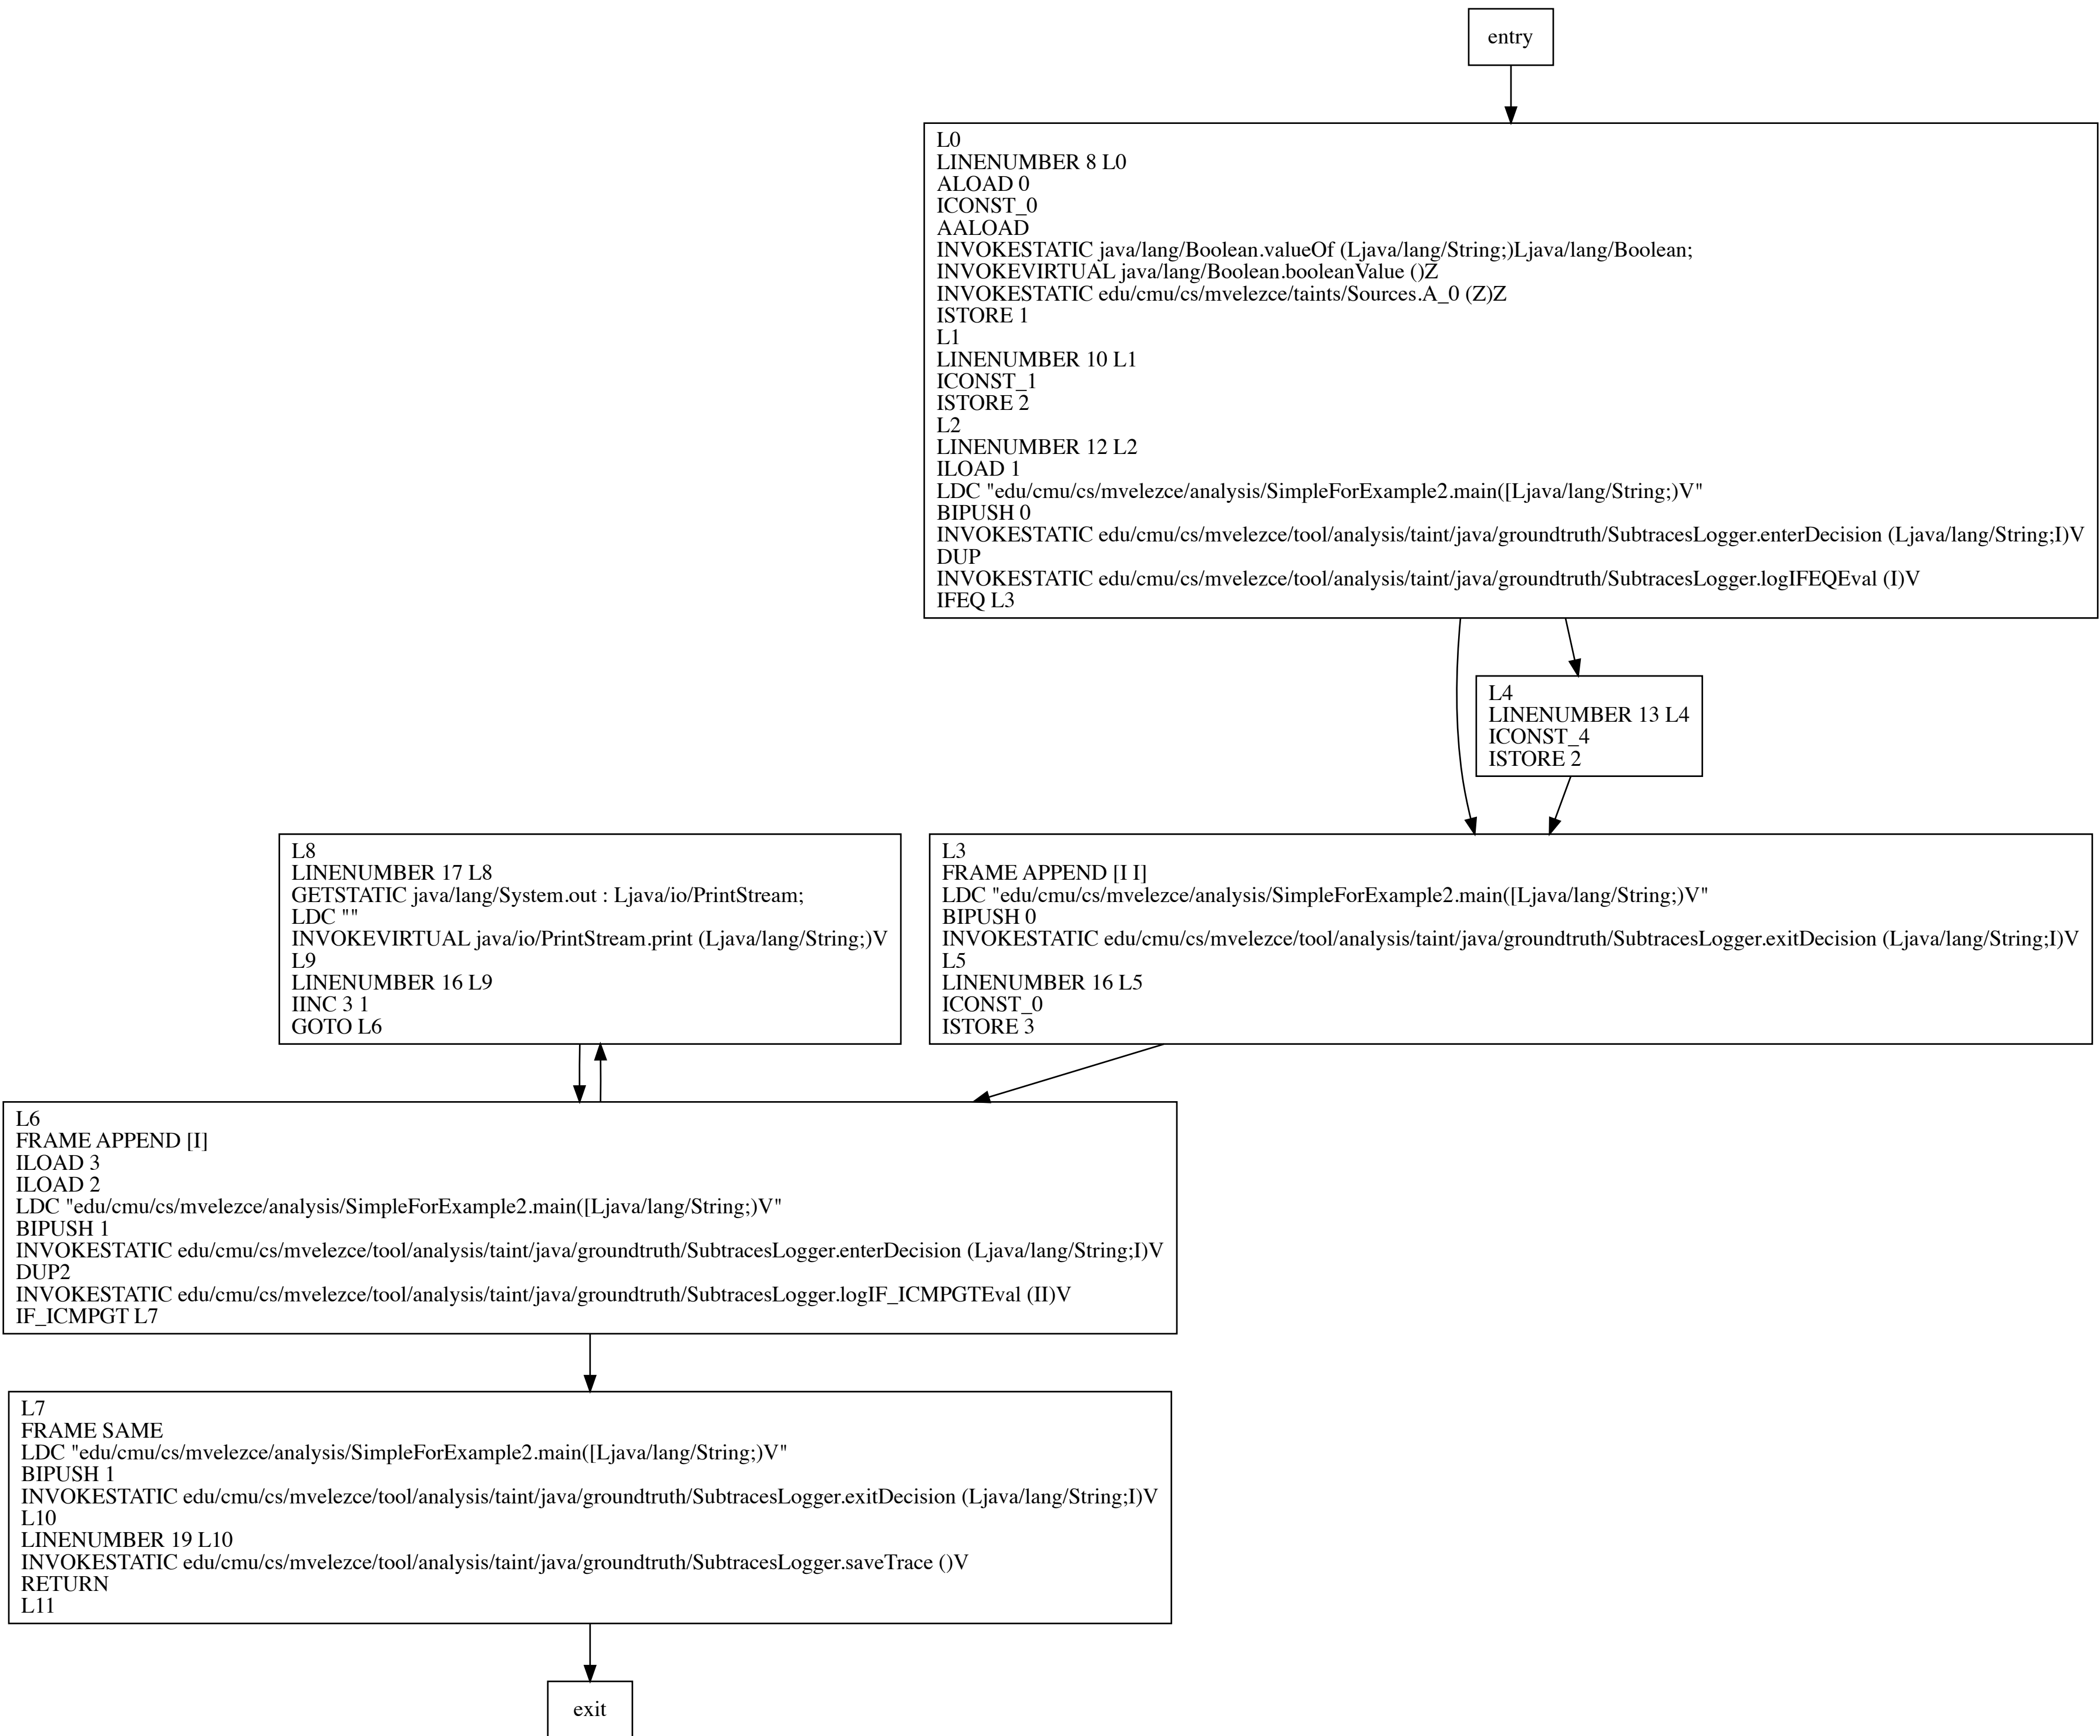 entry
L0
LINENUMBER 8 L0
ALOAD 0
ICONST_0
AALOAD
INVOKESTATIC java/lang/Boolean.valueOf (Ljava/lang/String;)Ljava/lang/Boolean;
INVOKEVIRTUAL java/lang/Boolean.booleanValue ()Z
INVOKESTATIC edu/cmu/cs/mvelezce/taints/Sources.A_0 (Z)Z
ISTORE 1
L1
LINENUMBER 10 L1
ICONST_1
ISTORE 2
L2
LINENUMBER 12 L2
ILOAD 1
LDC "edu/cmu/cs/mvelezce/analysis/SimpleForExample2.main([Ljava/lang/String;)V"
BIPUSH 0
INVOKESTATIC edu/cmu/cs/mvelezce/tool/analysis/taint/java/groundtruth/SubtracesLogger.enterDecision (Ljava/lang/String;I)V
DUP
INVOKESTATIC edu/cmu/cs/mvelezce/tool/analysis/taint/java/groundtruth/SubtracesLogger.logIFEQEval (I)V
IFEQ L3
L4
LINENUMBER 13 L4
ICONST_4
ISTORE 2
L8
LINENUMBER 17 L8
GETSTATIC java/lang/System.out : Ljava/io/PrintStream;
LDC ""
INVOKEVIRTUAL java/io/PrintStream.print (Ljava/lang/String;)V
L9
LINENUMBER 16 L9
IINC 3 1
GOTO L6
L3
FRAME APPEND [I I]
LDC "edu/cmu/cs/mvelezce/analysis/SimpleForExample2.main([Ljava/lang/String;)V"
BIPUSH 0
INVOKESTATIC edu/cmu/cs/mvelezce/tool/analysis/taint/java/groundtruth/SubtracesLogger.exitDecision (Ljava/lang/String;I)V
L5
LINENUMBER 16 L5
ICONST_0
ISTORE 3
L6
FRAME APPEND [I]
ILOAD 3
ILOAD 2
LDC "edu/cmu/cs/mvelezce/analysis/SimpleForExample2.main([Ljava/lang/String;)V"
BIPUSH 1
INVOKESTATIC edu/cmu/cs/mvelezce/tool/analysis/taint/java/groundtruth/SubtracesLogger.enterDecision (Ljava/lang/String;I)V
DUP2
INVOKESTATIC edu/cmu/cs/mvelezce/tool/analysis/taint/java/groundtruth/SubtracesLogger.logIF_ICMPGTEval (II)V
IF_ICMPGT L7
L7
FRAME SAME
LDC "edu/cmu/cs/mvelezce/analysis/SimpleForExample2.main([Ljava/lang/String;)V"
BIPUSH 1
INVOKESTATIC edu/cmu/cs/mvelezce/tool/analysis/taint/java/groundtruth/SubtracesLogger.exitDecision (Ljava/lang/String;I)V
L10
LINENUMBER 19 L10
INVOKESTATIC edu/cmu/cs/mvelezce/tool/analysis/taint/java/groundtruth/SubtracesLogger.saveTrace ()V
RETURN
L11
exit